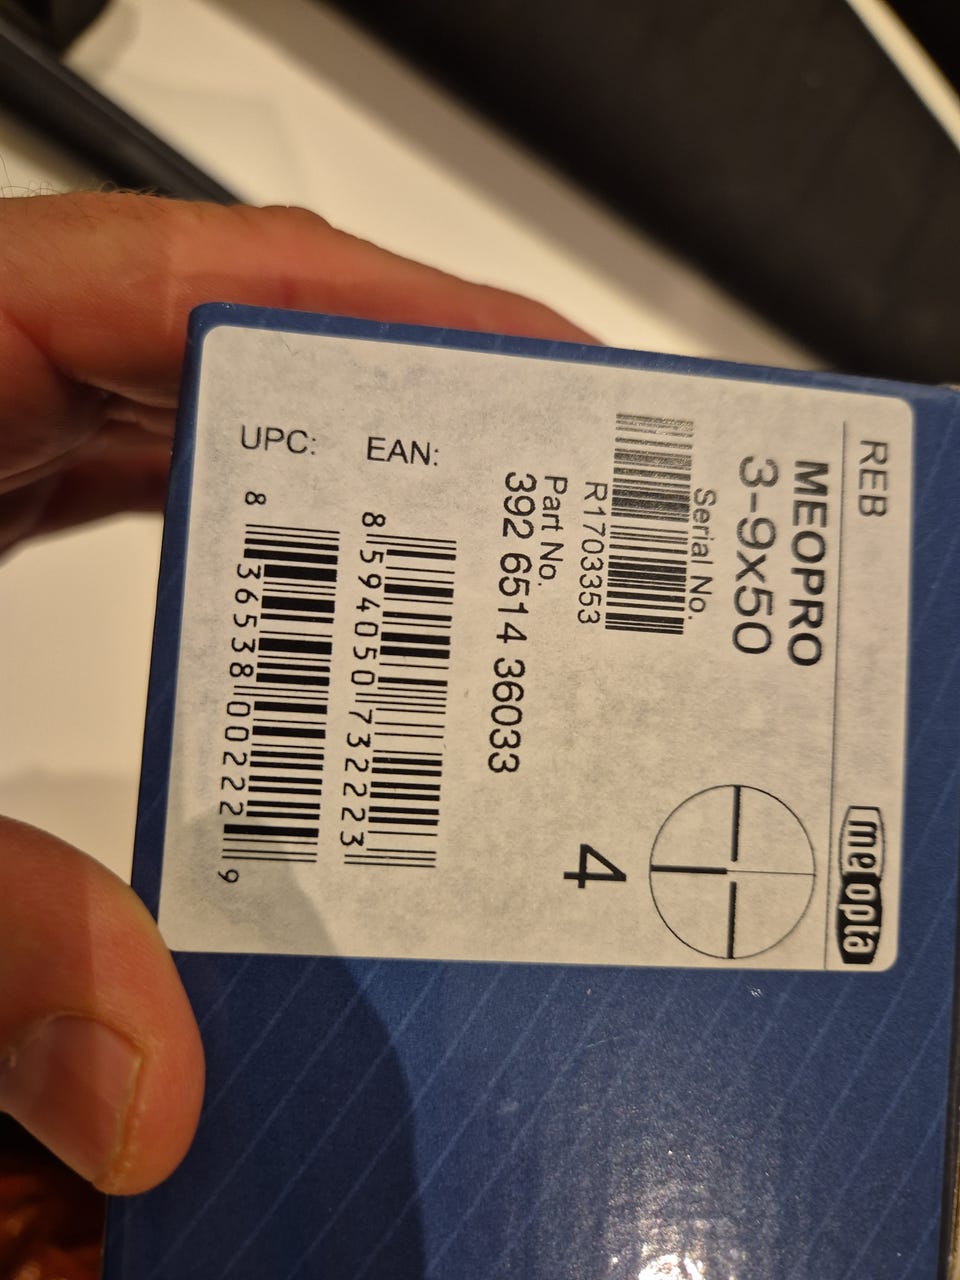 REB
meopta
MEOPRO
3-9x50
Serial No.
R1703353
Part No.
392 6514 36033
4
EAN:
8 594050 732223
UPC:
8 36538 00222 9